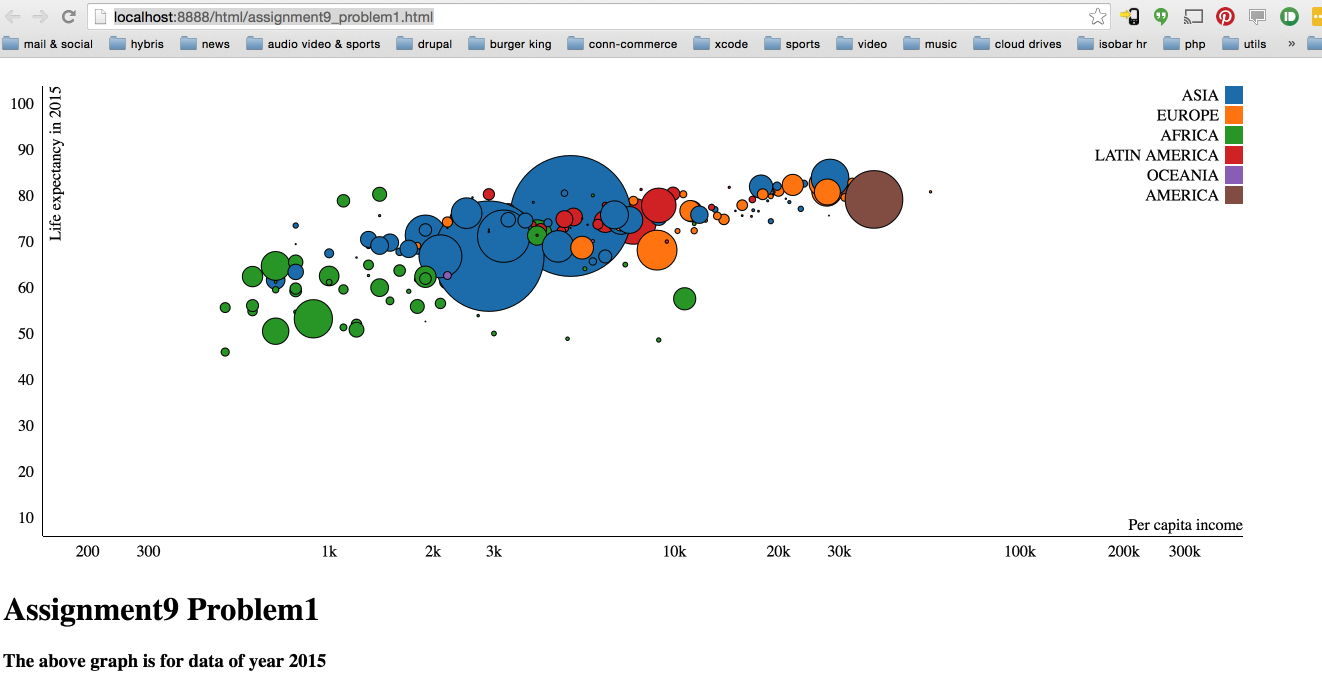 localhost:8888/html/assignment9_problem1.html
mail & social hybris news audio video & sports drupal burger king conn-commerce xcode sports video music cloud drives isobar hr php utils »
Life expectancy in 2015
100
90
80
70
60
50
40
30
20
10
ASIA
EUROPE
AFRICA
LATIN AMERICA
OCEANIA
AMERICA
Per capita income
200 300 1k 2k 3k 10k 20k 30k 100k 200k 300k
Assignment9 Problem1
The above graph is for data of year 2015